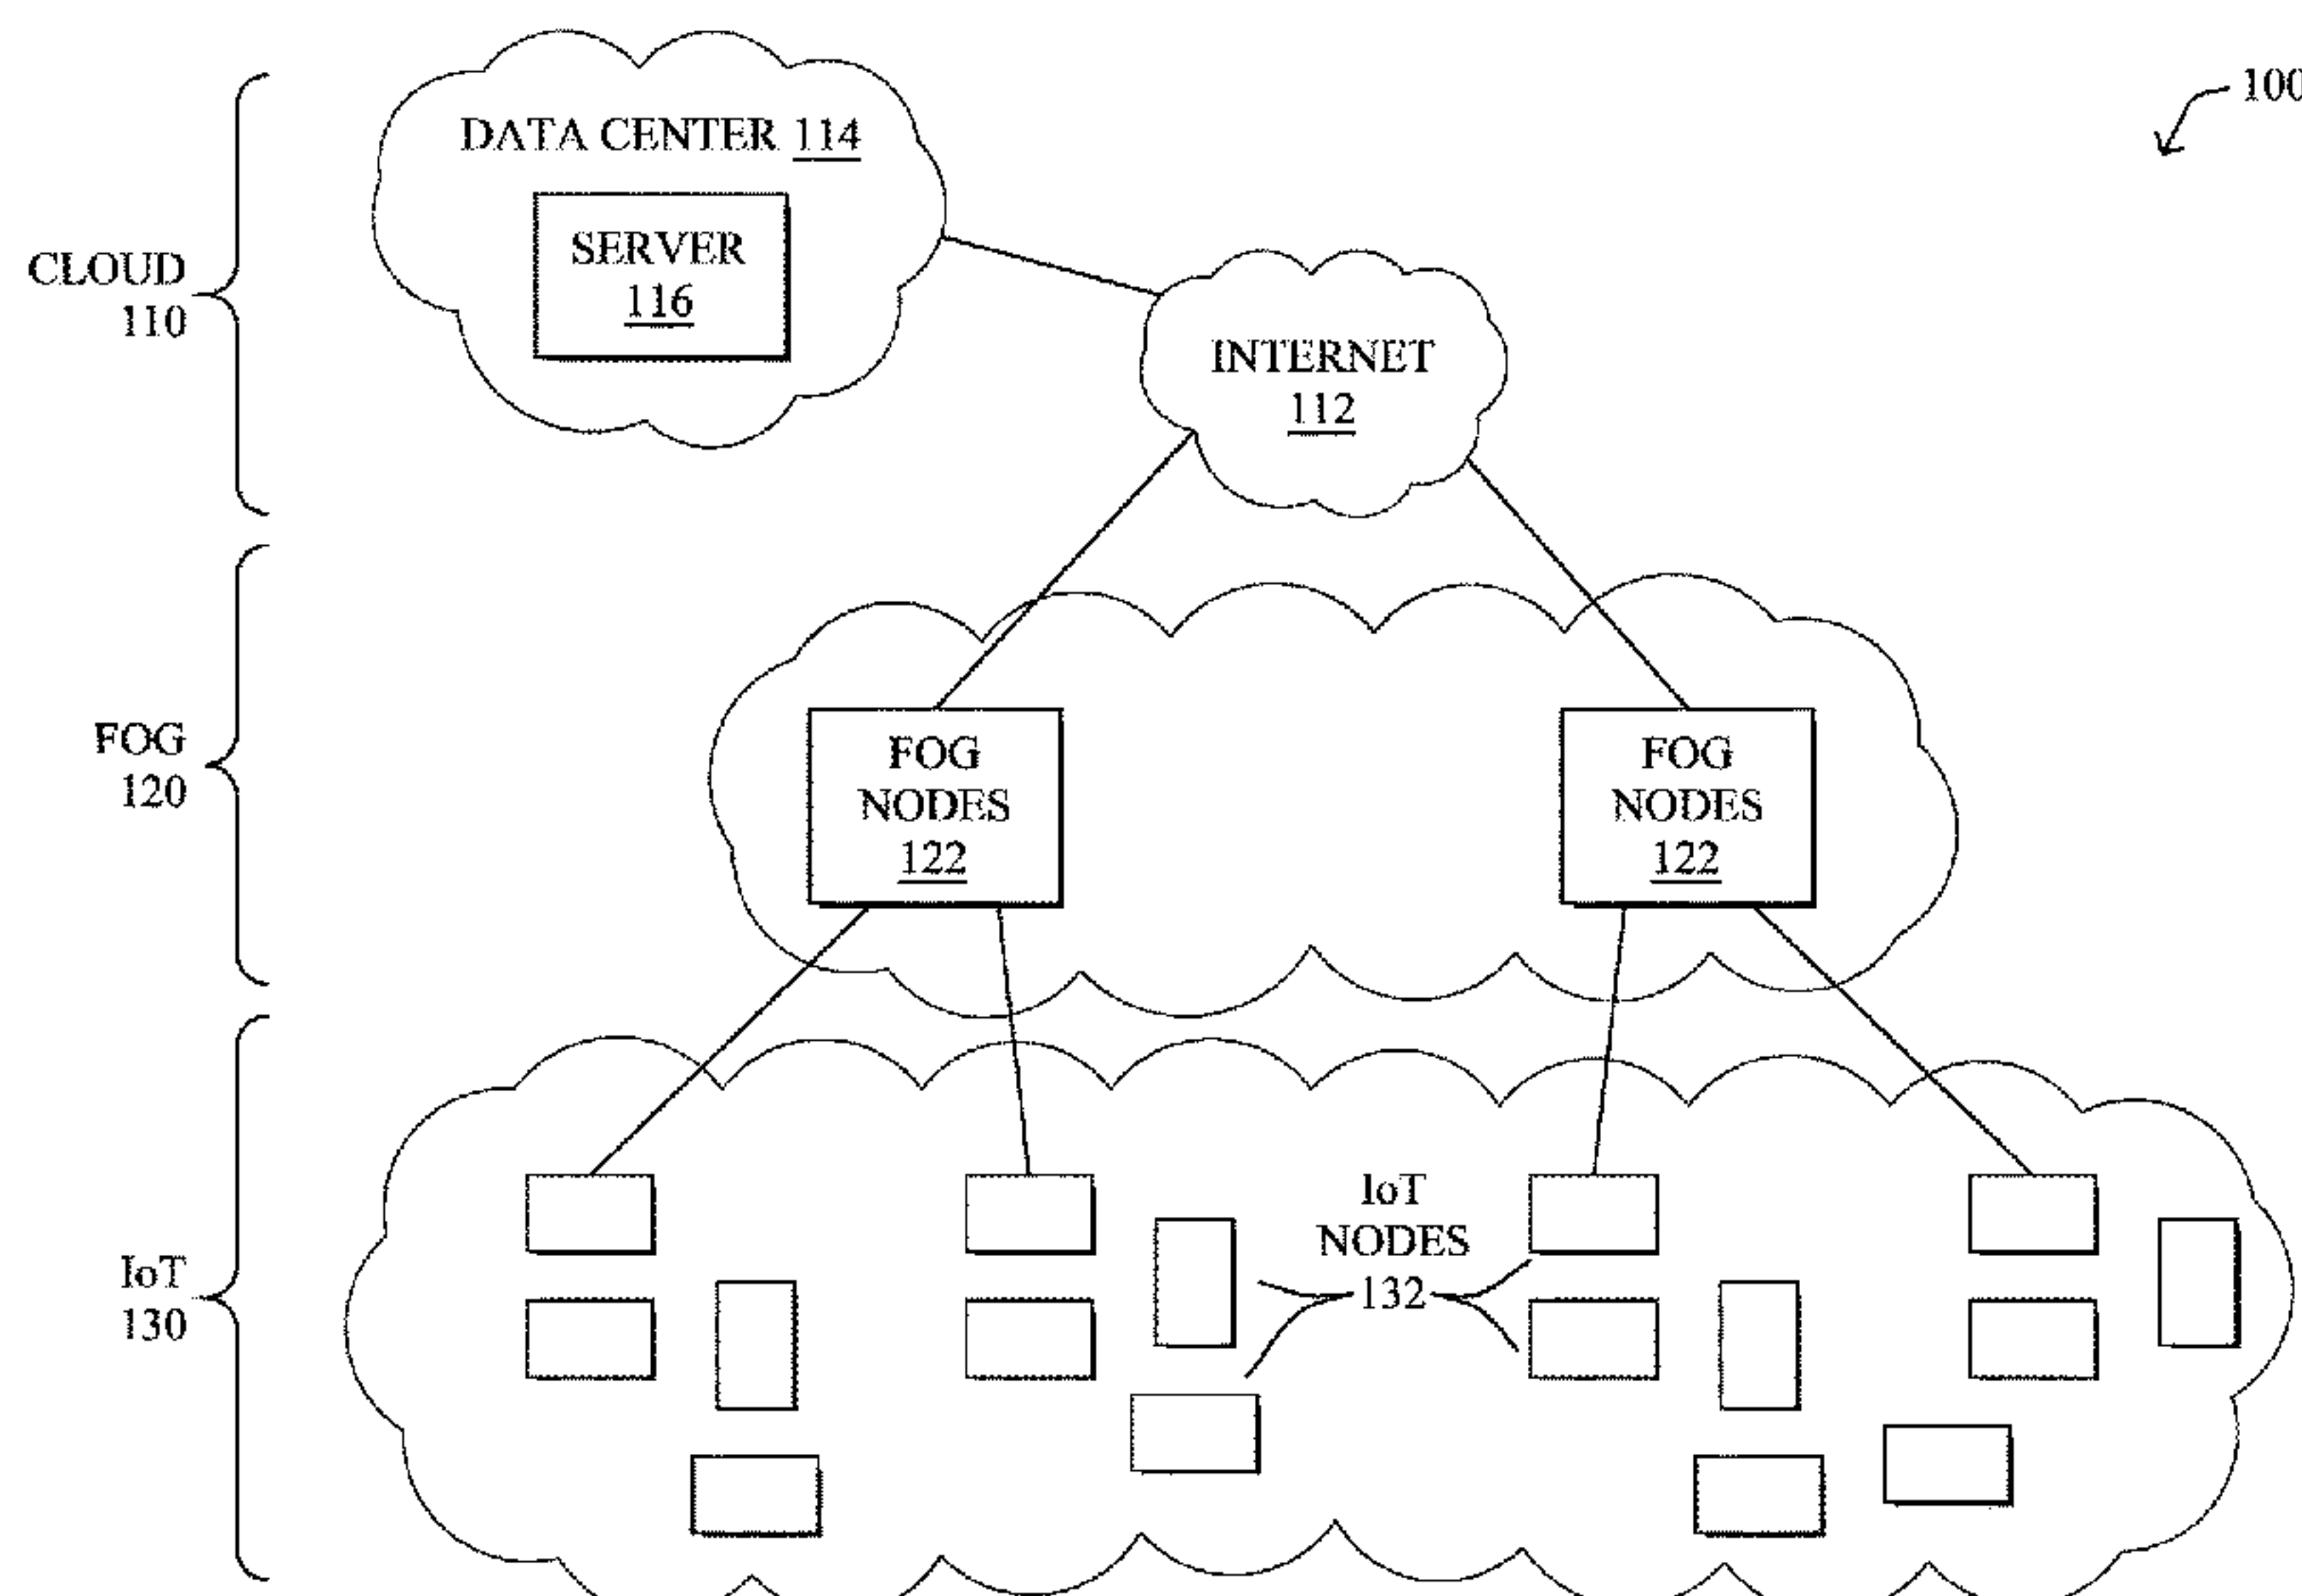 100
DATA CENTER 114
SERVER
116
CLOUD
110
INTERNET
112
FOG
120
FOG
NODES
122
FOG
NODES
122
IoT
NODES
132
IoT
130